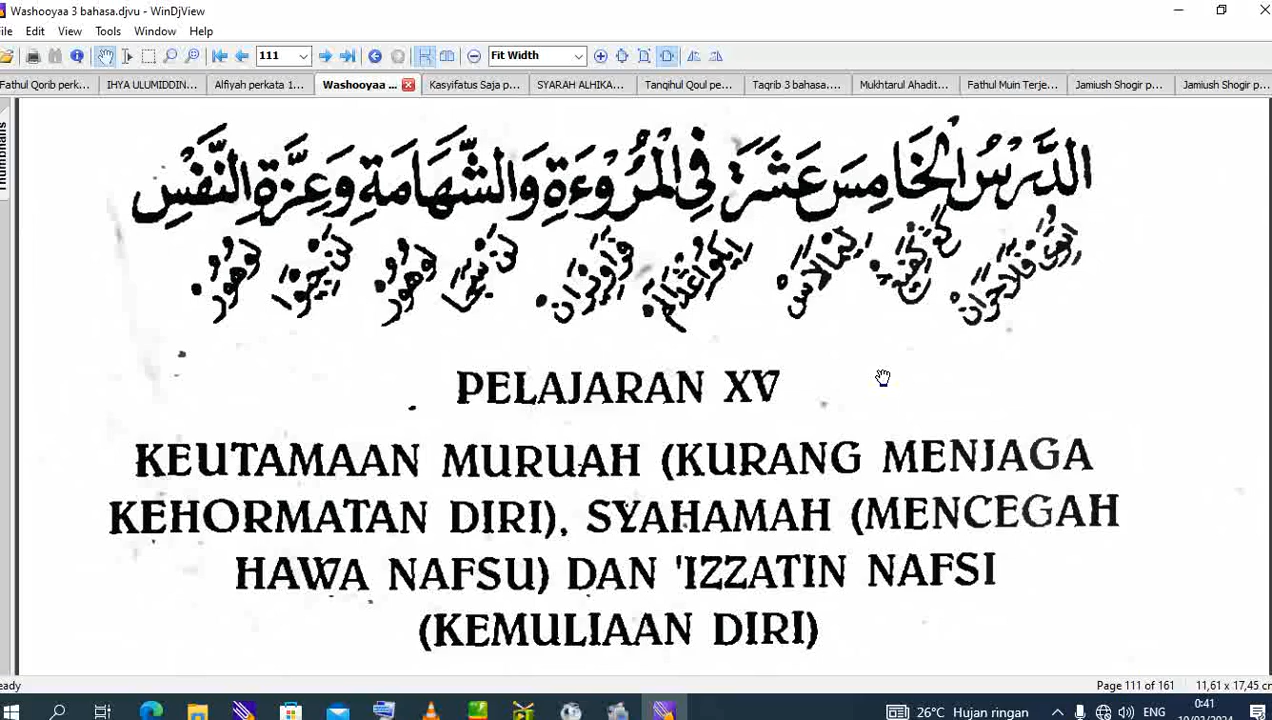 Washooyaa 3 bahasa.djvu - WinDjView
File Edit View Tools Window Help
111 Fit Width
Fathul Qorib perk... IHYA ULUMIDDIN... Alfiyah perkata 1... Washooyaa ... Kasyifatus Saja p... SYARAH ALHIKA... Tanqihul Qoul pe... Taqrib 3 bahasa.... Mukhtarul Ahadit... Fathul Muin Terje... Jamiush Shogir p... Jamiush Shogir p...
Thumbnails
الدَّرْسُ الْخَامِسَ عَشَرَ فِي الْمُرُوْءَةِ وَالشَّهَامَةِ وَعِزَّةِ النَّفْسِ
PELAJARAN XV
KEUTAMAAN MURUAH (KURANG MENJAGA
KEHORMATAN DIRI), SYAHAMAH (MENCEGAH
HAWA NAFSU) DAN 'IZZATIN NAFSI
(KEMULIAAN DIRI)
eady Page 111 of 161 11,61 x 17,45 cm
26°C Hujan ringan ENG 0:41